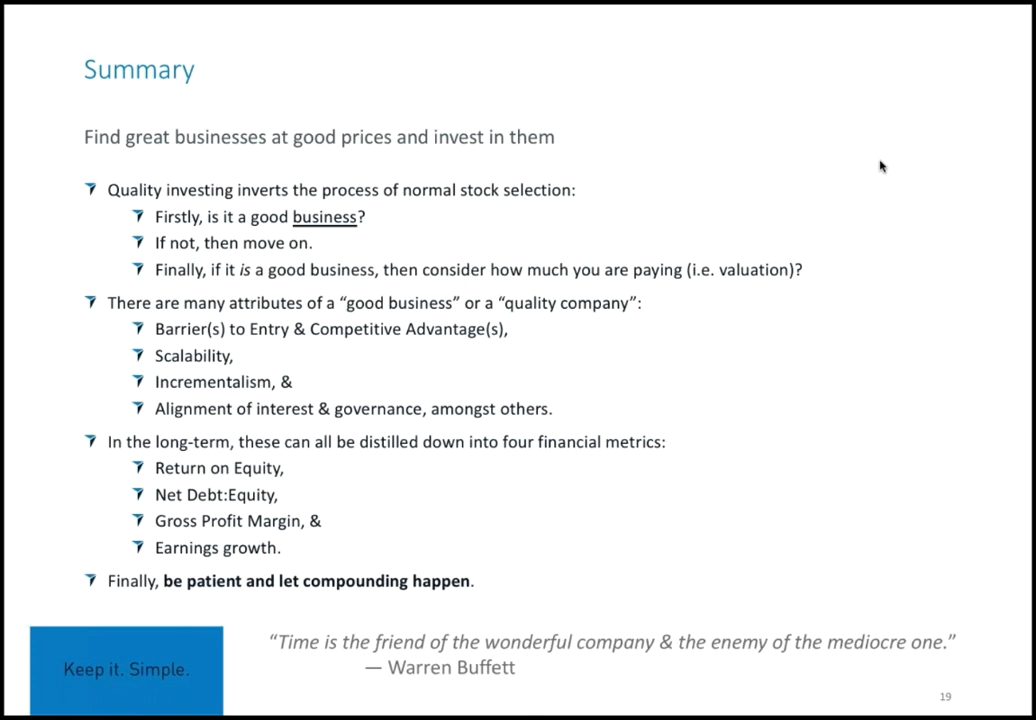 Summary
Find great businesses at good prices and invest in them
Quality investing inverts the process of normal stock selection:
Firstly, is it a good business?
If not, then move on.
Finally, if it is a good business, then consider how much you are paying (i.e. valuation)?
There are many attributes of a “good business” or a “quality company”:
Barrier(s) to Entry & Competitive Advantage(s),
Scalability,
Incrementalism, &
Alignment of interest & governance, amongst others.
In the long-term, these can all be distilled down into four financial metrics:
Return on Equity,
Net Debt:Equity,
Gross Profit Margin, &
Earnings growth.
Finally, be patient and let compounding happen.
“Time is the friend of the wonderful company & the enemy of the mediocre one.”
— Warren Buffett
Keep it. Simple.
19